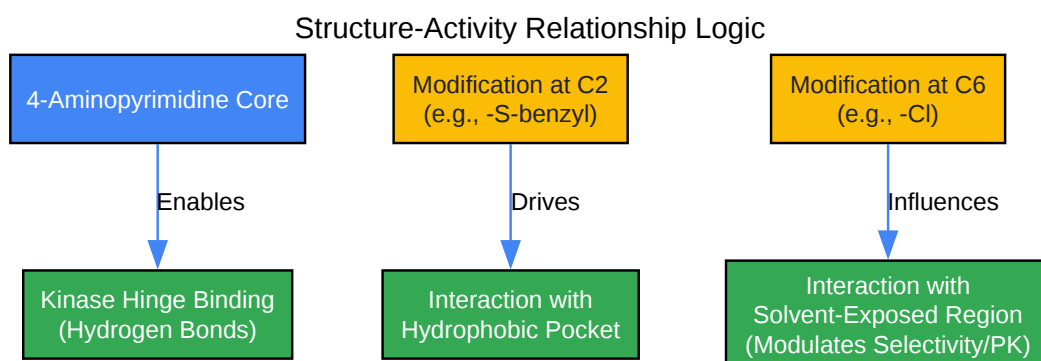 Structure-Activity Relationship Logic
4-Aminopyrimidine Core
Modification at C2
(e.g., -S-benzyl)
Modification at C6
(e.g., -Cl)
Enables
Drives
Influences
Kinase Hinge Binding
(Hydrogen Bonds)
Interaction with
Hydrophobic Pocket
Interaction with
Solvent-Exposed Region
(Modulates Selectivity/PK)